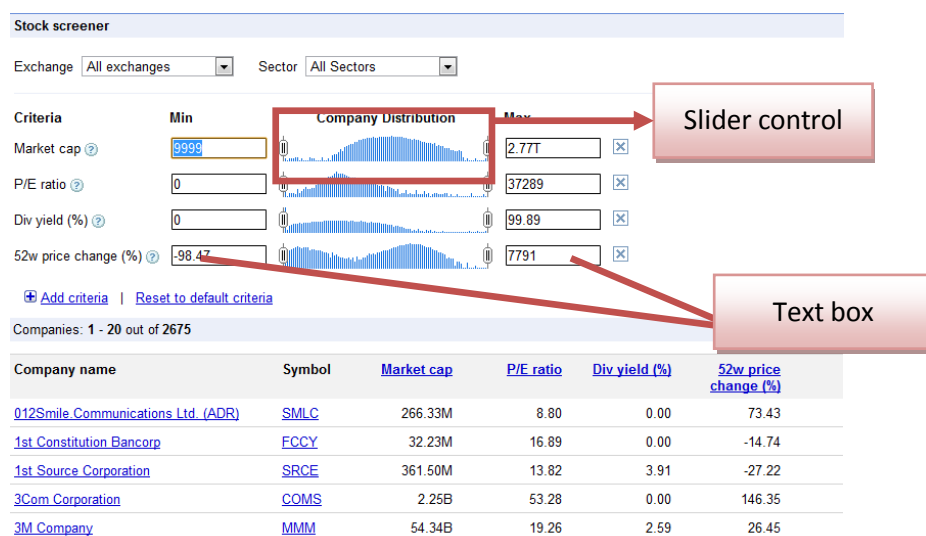 Stock screener
Exchange All exchanges Sector All Sectors
Slider control
Criteria Min Company Distribution Max
Market cap ? 9999 2.77T
P/E ratio ? 0 37289
Div yield (%) ? 0 99.89
52w price change (%) ? -98.47 7791
Add criteria | Reset to default criteria
Text box
Companies: 1 - 20 out of 2675
Company name Symbol Market cap P/E ratio Div yield (%) 52w price
change (%)
012Smile.Communications Ltd. (ADR) SMLC 266.33M 8.80 0.00 73.43
1st Constitution Bancorp FCCY 32.23M 16.89 0.00 -14.74
1st Source Corporation SRCE 361.50M 13.82 3.91 -27.22
3Com Corporation COMS 2.25B 53.28 0.00 146.35
3M Company MMM 54.34B 19.26 2.59 26.45